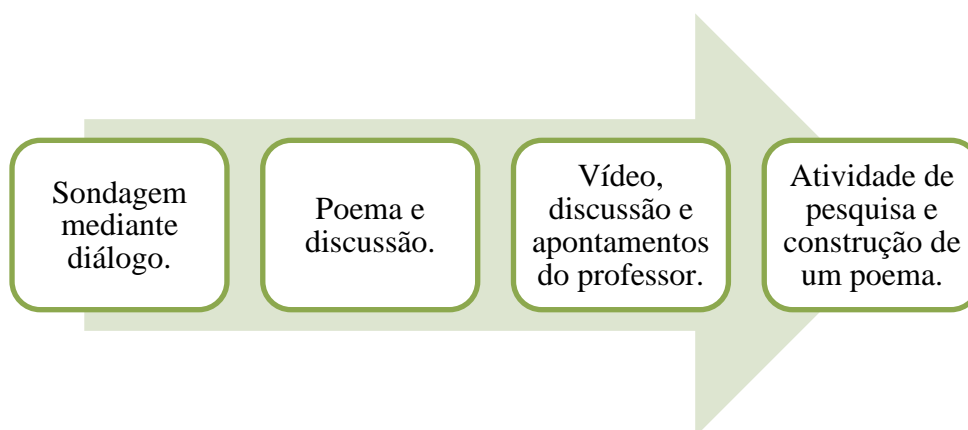 Sondagem
mediante
diálogo.
Poema e
discussão.
Vídeo,
discussão e
apontamentos
do professor.
Atividade de
pesquisa e
construção de
um poema.